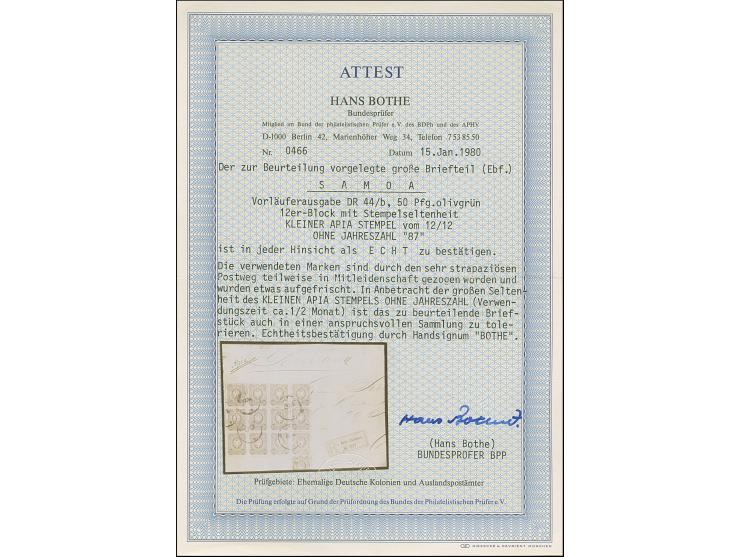 ATTEST
HANS BOTHE
Bundesprüfer
Mitglied im Bund der philatelistischen Prüfer e.V. des BDPh und des APHV
D-1000 Berlin 42, Marienhöher Weg 34, Telefon 7538550
Nr. 0466 Datum 15.Jan.1980
Der zur Beurteilung vorgelegte große Briefteil (Ebf.)
S A M O A
Vorläuferausgabe DR 44/b, 50 Pfg.olivgrün
12er-Block mit Stempelseltenheit
KLEINER APIA STEMPEL vom 12/12
OHNE JAHRESZAHL "87"
ist in jeder Hinsicht als E C H T zu bestätigen.
Die verwendeten Marken sind durch den sehr strapaziösen
Postweg teilweise in Mitleidenschaft gezogen worden und
wurden etwas aufgefrischt. In Anbetracht der großen Selten-
heit des KLEINEN APIA STEMPELS OHNE JAHRESZAHL (Verwen-
dungszeit ca.1/2 Monat) ist das zu beurteilende Brief-
stück auch in einer anspruchsvollen Sammlung zu tole-
rieren. Echtheitsbestätigung durch Handsignum "BOTHE".
Hans Bothe
(Hans Bothe)
BUNDESPRÜFER BPP
Prüfgebiete: Ehemalige Deutsche Kolonien und Auslandspostämter
Die Prüfung erfolgte auf Grund der Prüfordnung des Bundes der Philatelistischen Prüfer e.V.
GIESECKE & DEVRIENT MÜNCHEN